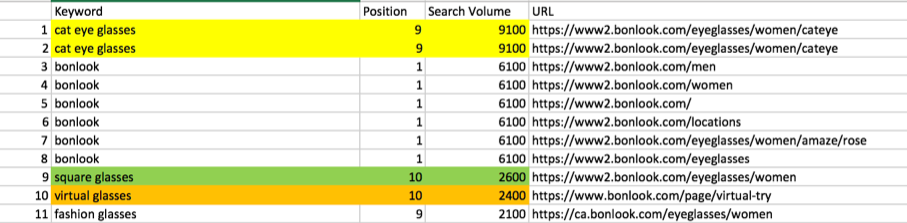 Keyword Position Search Volume URL
1 cat eye glasses 9 9100 https://www2.bonlook.com/eyeglasses/women/cateye
2 cat eye glasses 9 9100 https://www2.bonlook.com/eyeglasses/women/cateye
3 bonlook 1 6100 https://www2.bonlook.com/men
4 bonlook 1 6100 https://www2.bonlook.com/women
5 bonlook 1 6100 https://www2.bonlook.com/
6 bonlook 1 6100 https://www2.bonlook.com/locations
7 bonlook 1 6100 https://www2.bonlook.com/eyeglasses/women/amaze/rose
8 bonlook 1 6100 https://www2.bonlook.com/eyeglasses
9 square glasses 10 2600 https://www2.bonlook.com/eyeglasses/women
10 virtual glasses 10 2400 https://www.bonlook.com/page/virtual-try
11 fashion glasses 9 2100 https://ca.bonlook.com/eyeglasses/women